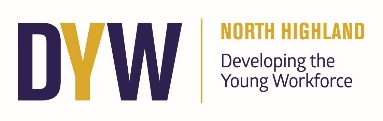 DYW
NORTH HIGHLAND
Developing the
Young Workforce